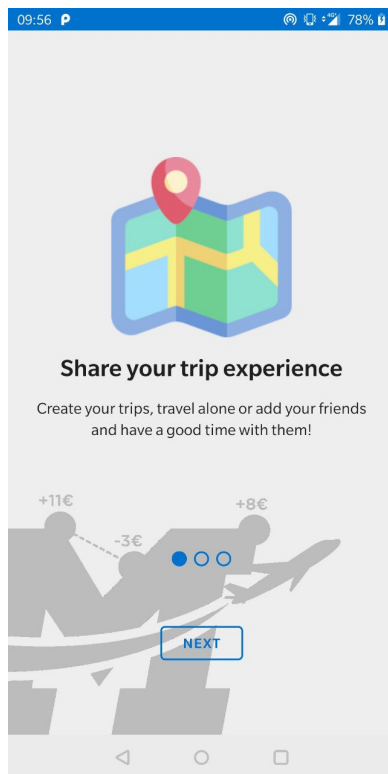 09:56
4G+ 78%
Share your trip experience
Create your trips, travel alone or add your friends
and have a good time with them!
+11€
+8€
-3€
NEXT